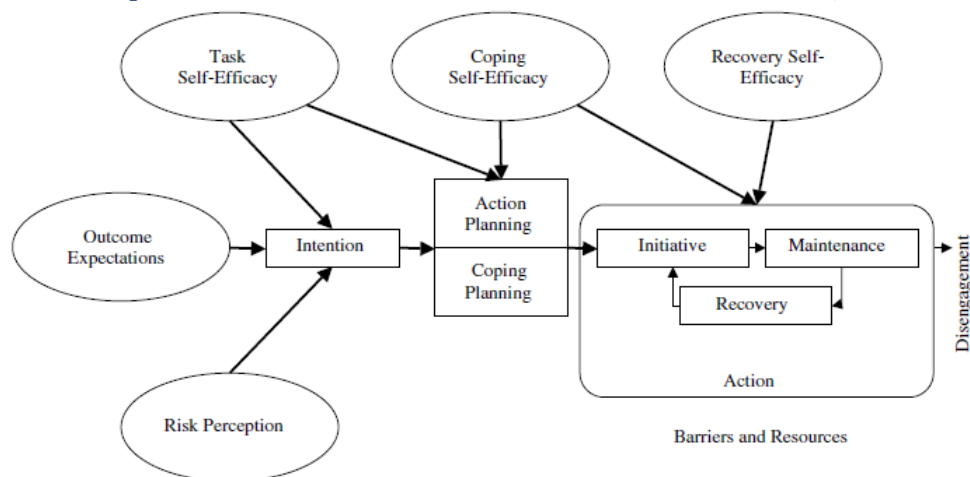 Task
Self-Efficacy
Coping
Self-Efficacy
Recovery Self-
Efficacy
Outcome
Expectations
Intention
Action
Planning
Coping
Planning
Initiative
Maintenance
Recovery
Action
Disengagement
Risk Perception
Barriers and Resources